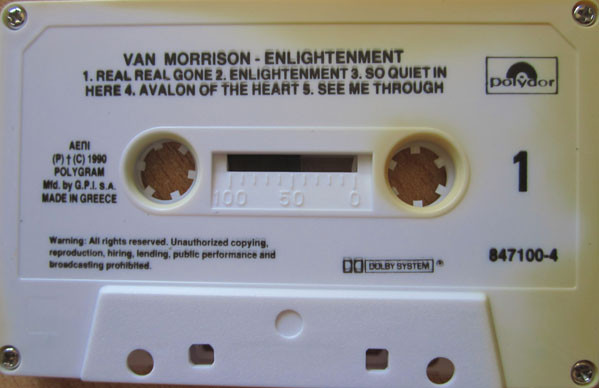 VAN MORRISON - ENLIGHTENMENT
1. REAL REAL GONE 2. ENLIGHTENMENT 3. SO QUIET IN
HERE 4. AVALON OF THE HEART 5. SEE ME THROUGH
polydor
ΑΕΠΙ
(P) † (C) 1990
POLYGRAM
Mfd. by G.P.I. s.A.
MADE IN GREECE
1
100 50 0
Warning: All rights reserved. Unauthorized copying,
reproduction, hiring, lending, public performance and
broadcasting prohibited.
DOLBY SYSTEM ®
847100-4